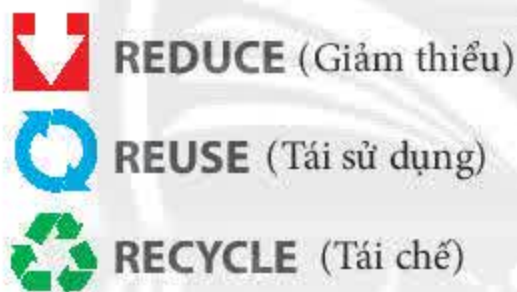 REDUCE (Giảm thiểu)
REUSE (Tái sử dụng)
RECYCLE (Tái chế)